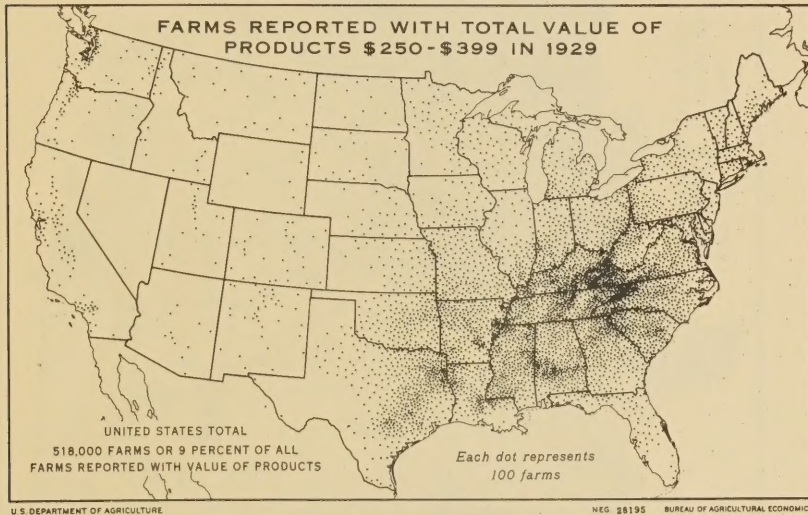 FARMS REPORTED WITH TOTAL VALUE OF
PRODUCTS $250-$399 IN 1929
UNITED STATES TOTAL
518,000 FARMS OR 9 PERCENT OF ALL
FARMS REPORTED WITH VALUE OF PRODUCTS
Each dot represents
100 farms
U.S. DEPARTMENT OF AGRICULTURE
NEG. 28195 BUREAU OF AGRICULTURAL ECONOMIC